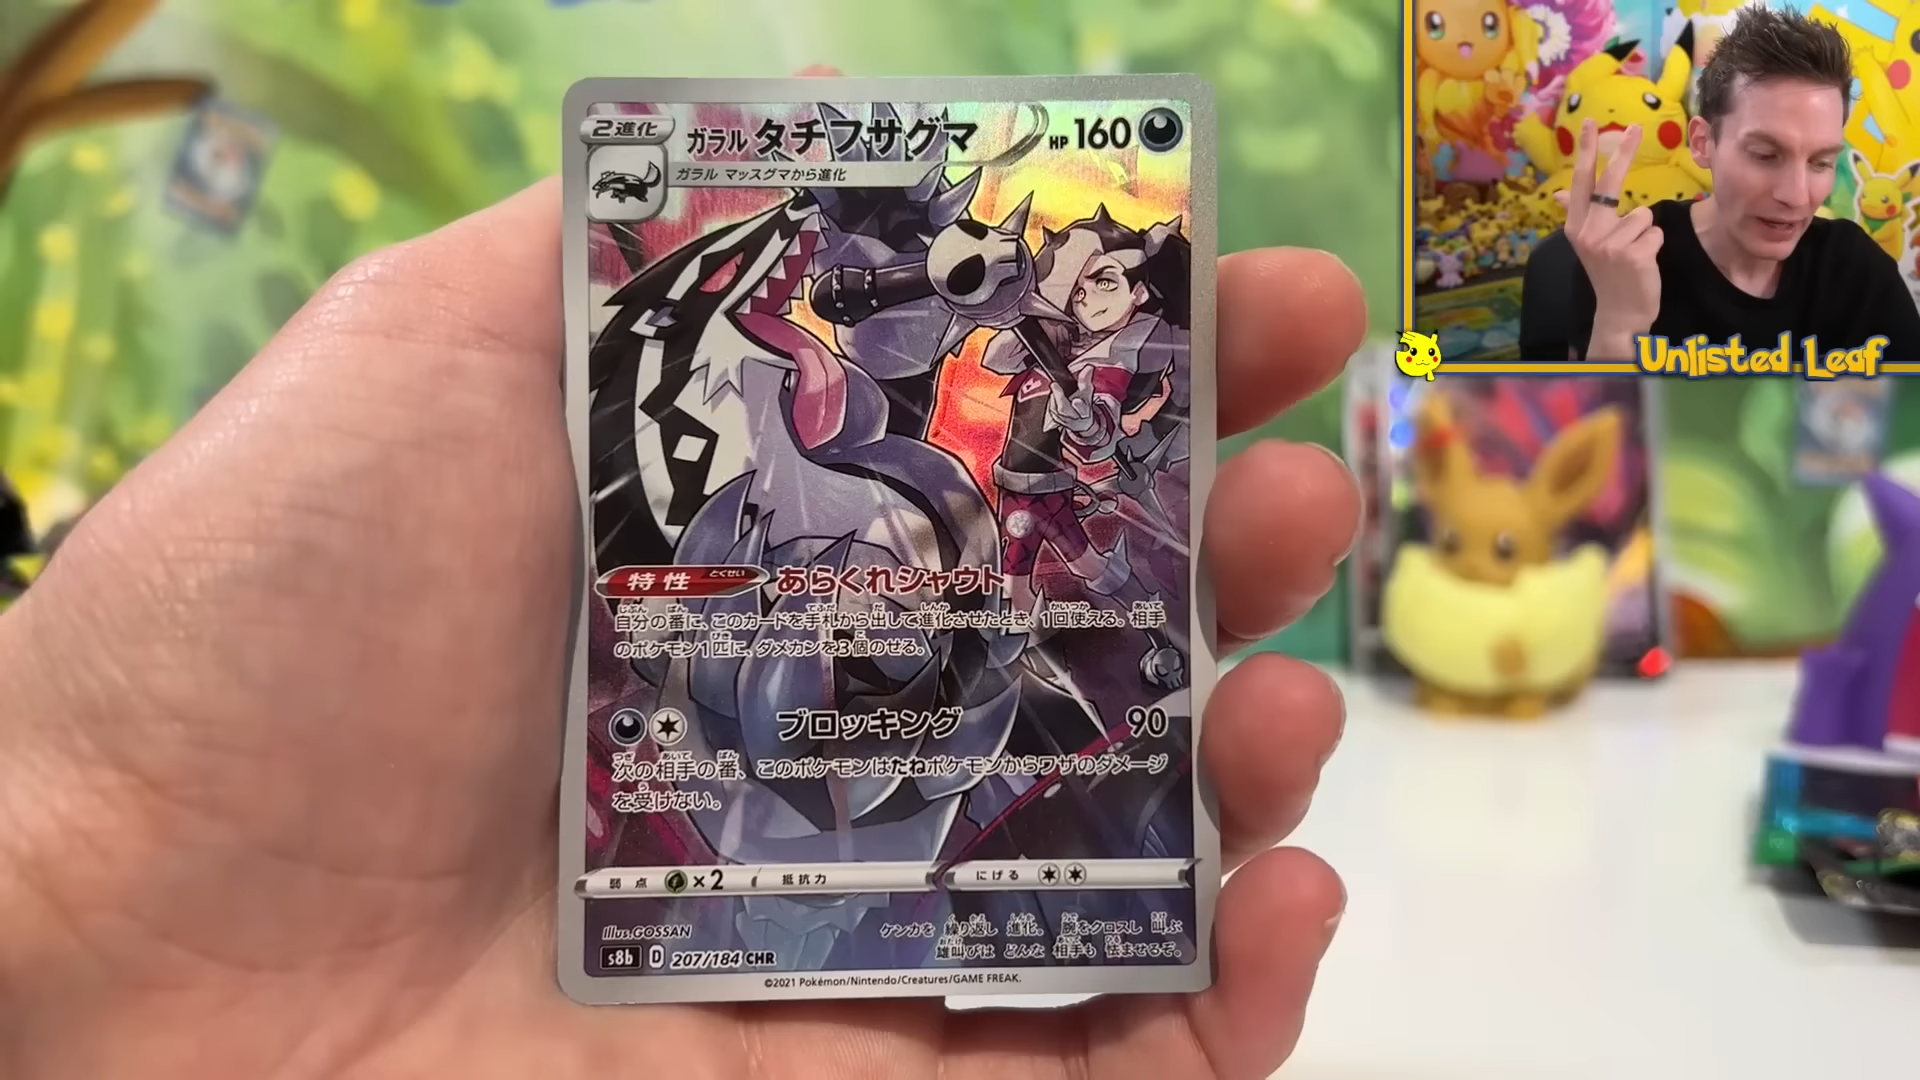 2進化
ガラル タチフサグマ HP 160
ガラル マッスグマから進化
Unlisted Leaf
特性 とくせい あらくれシャウト
自分の番に、このカードを手札から出して進化させたとき、1回使える。相手
のポケモン1匹に、ダメカンを3個のせる。
ブロッキング 90
次の相手の番、このポケモンはたねポケモンからワザのダメージ
を受けない。
弱点 ×2 抵抗力 にげる
Illus.GOSSAN
ケンカを 繰り返し 進化。 腕をクロスし 叫ぶ
雄叫びは どんな 相手も 怯ませるぞ。
s8b D 207/184 CHR
©2021 Pokémon/Nintendo/Creatures/GAME FREAK.